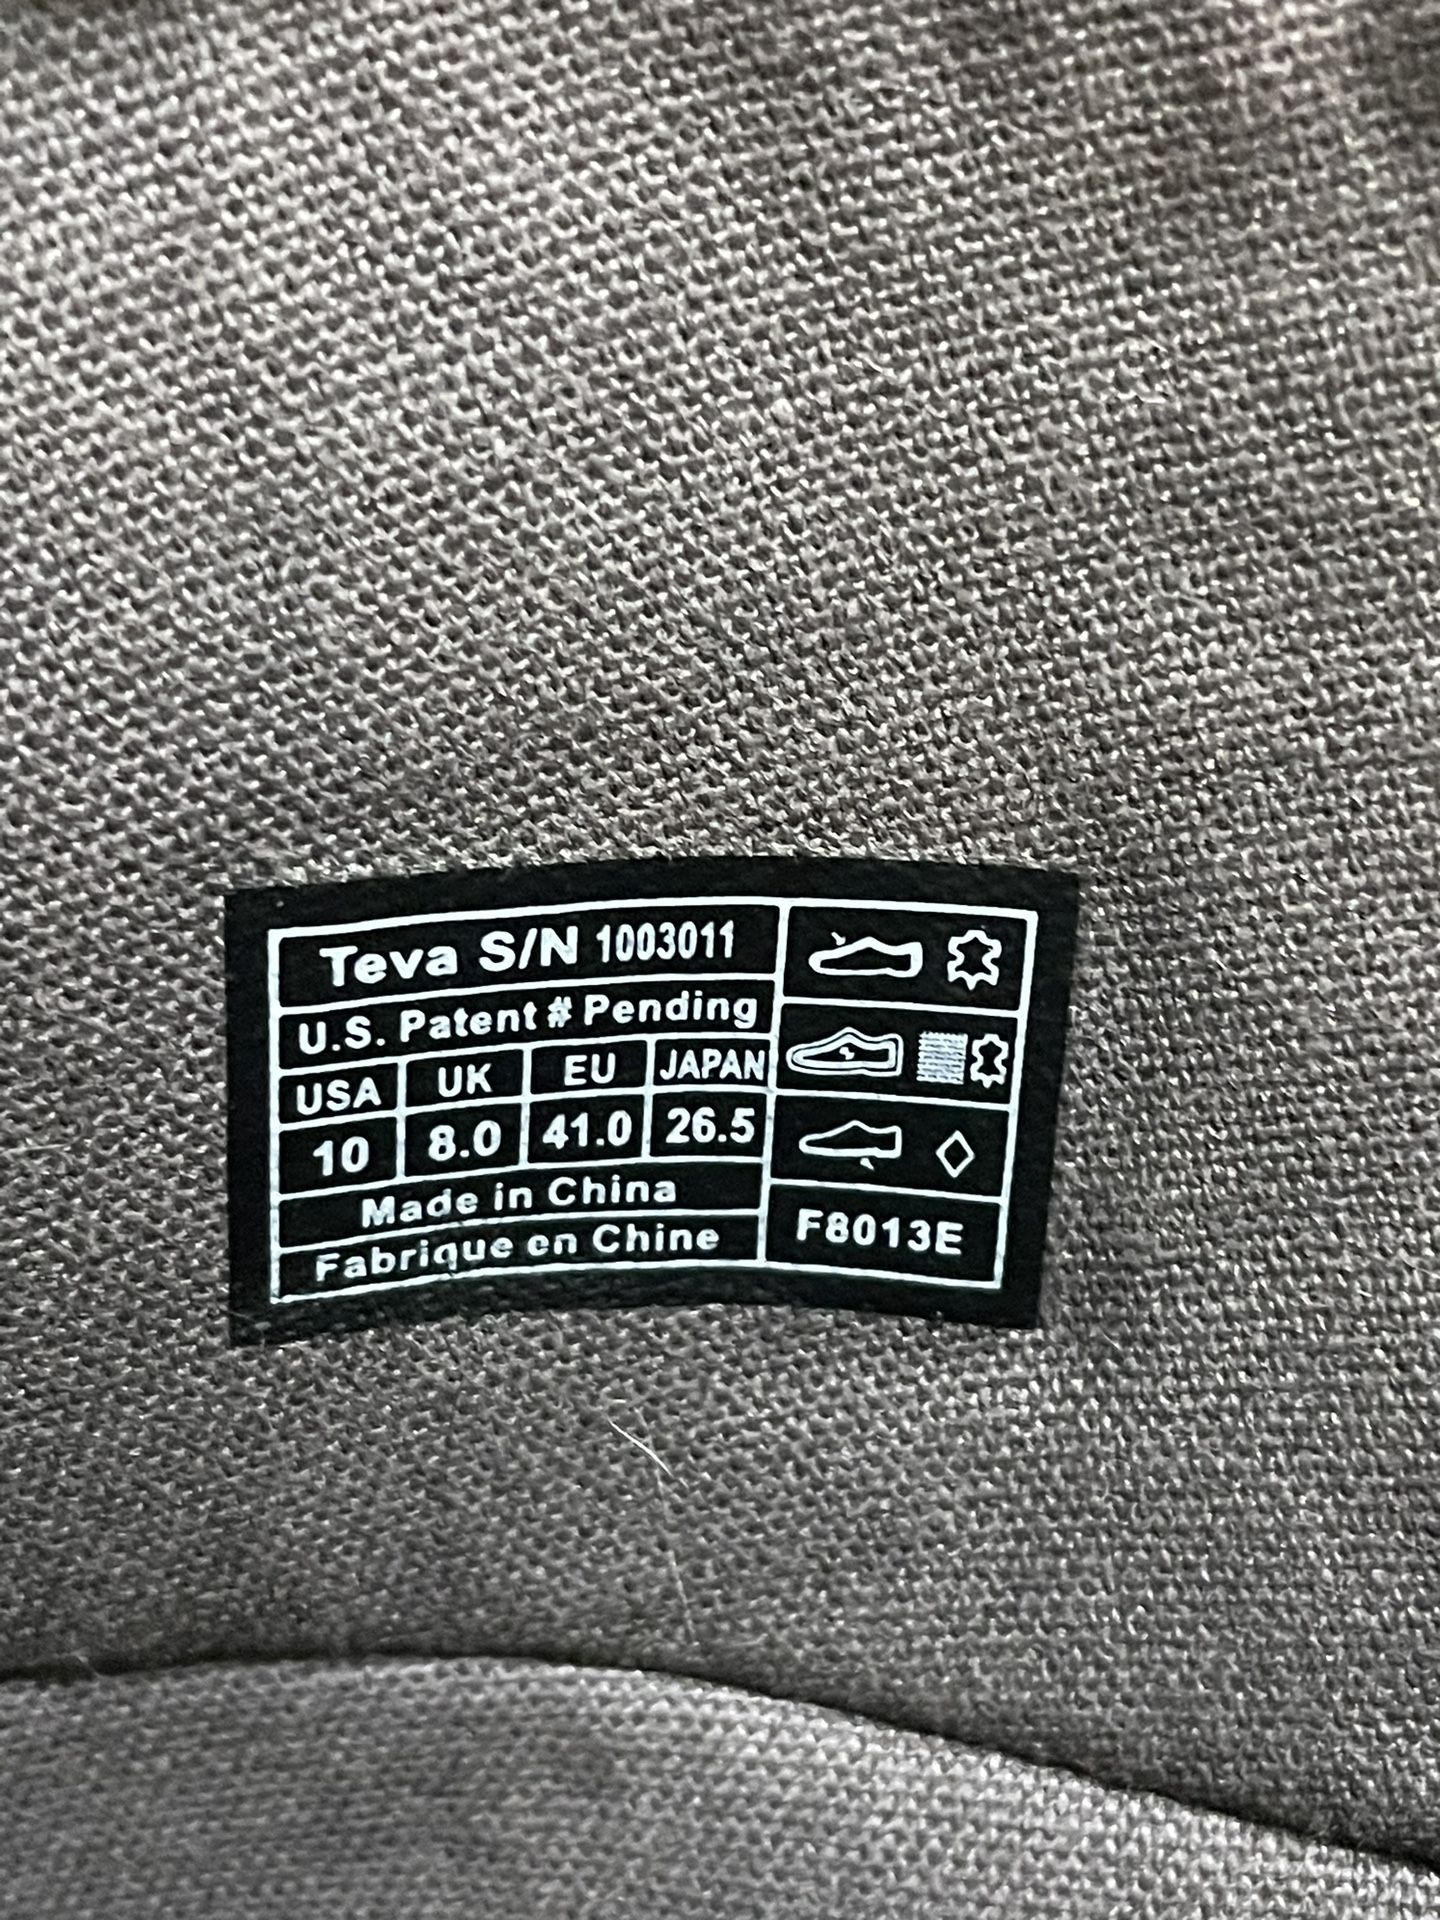 Teva S/N 1003011
U.S. Patent # Pending
USA UK EU JAPAN
10 8.0 41.0 26.5
Made in China
Fabrique en Chine
F8013E